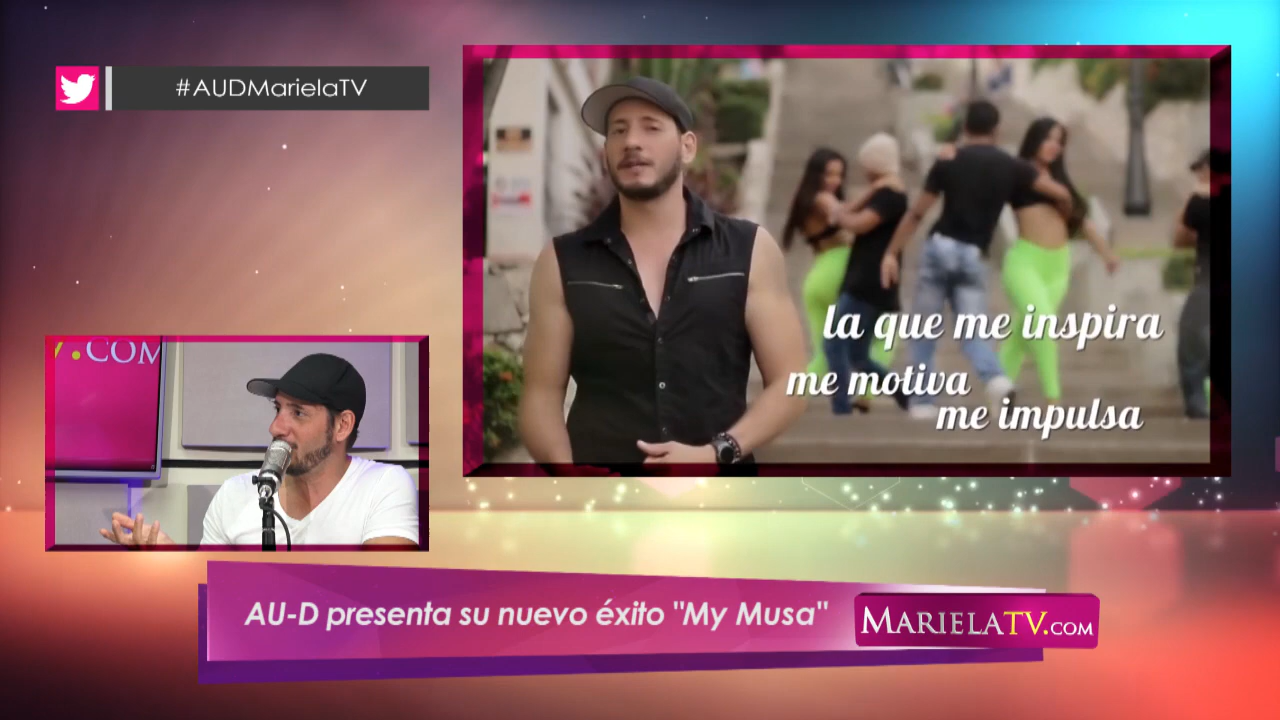 #AUDMarielaTV
la que me inspira
me motiva
me impulsa
.COM
AU-D presenta su nuevo éxito "My Musa"
MARIELATV.COM